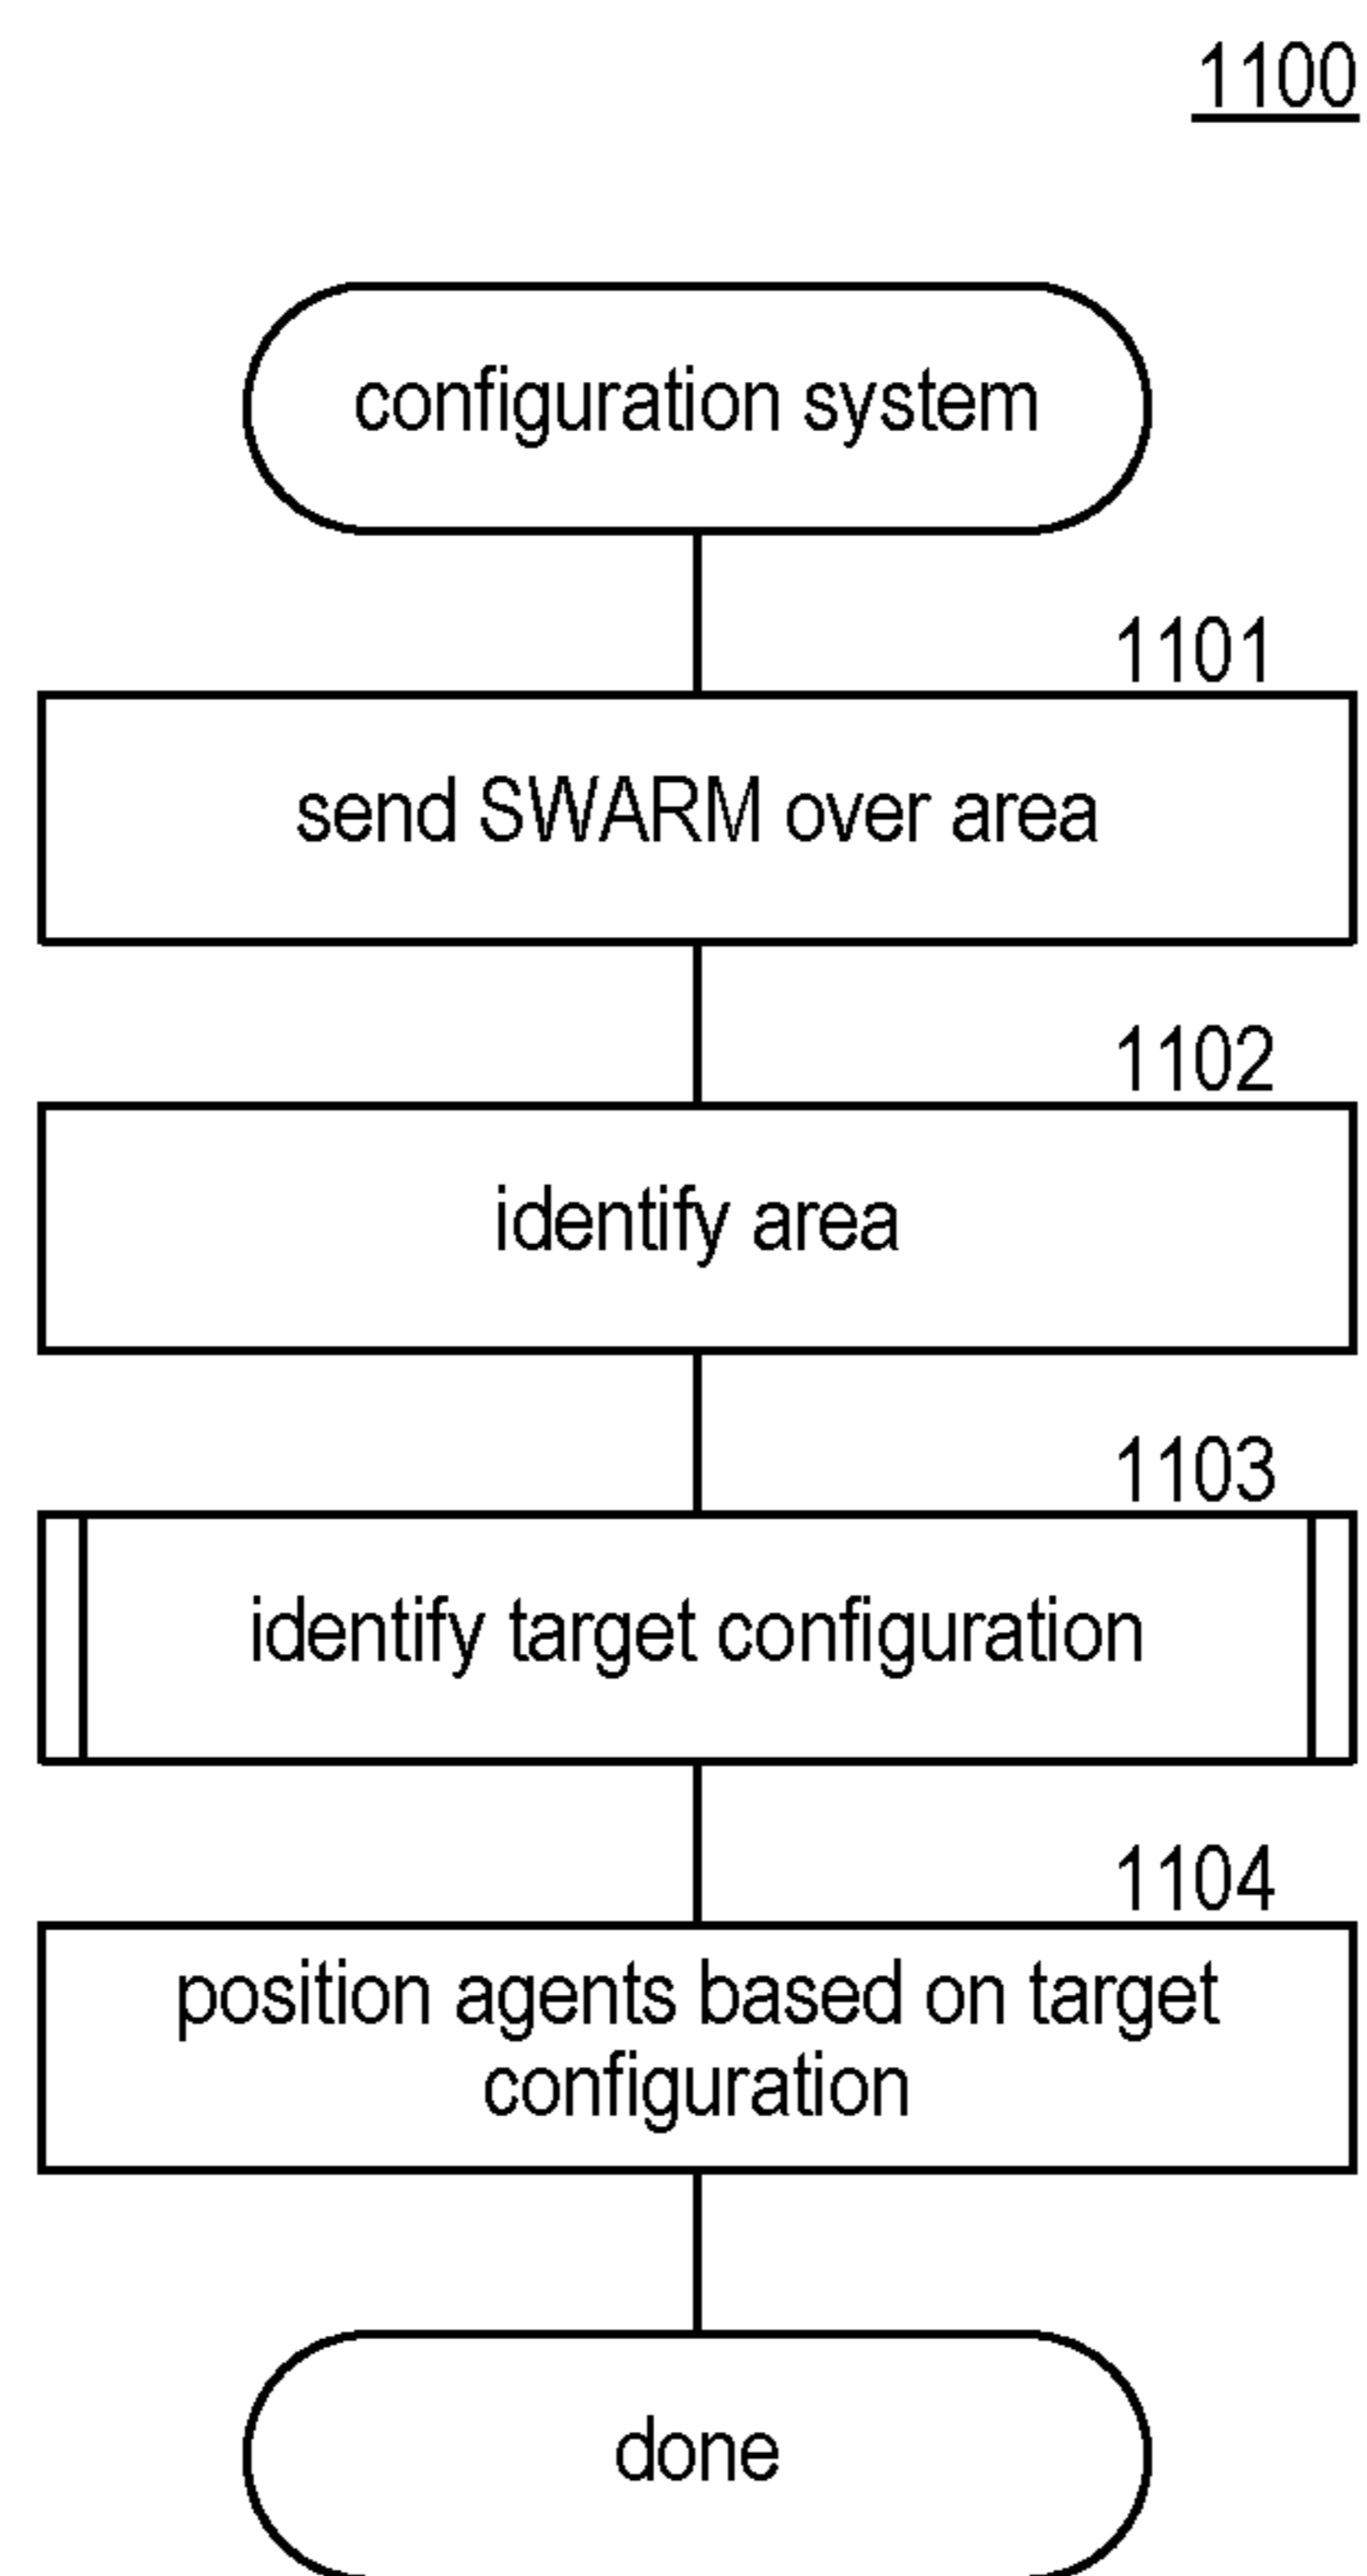 1100
configuration system
1101
send SWARM over area
1102
identify area
1103
identify target configuration
1104
position agents based on target
configuration
done